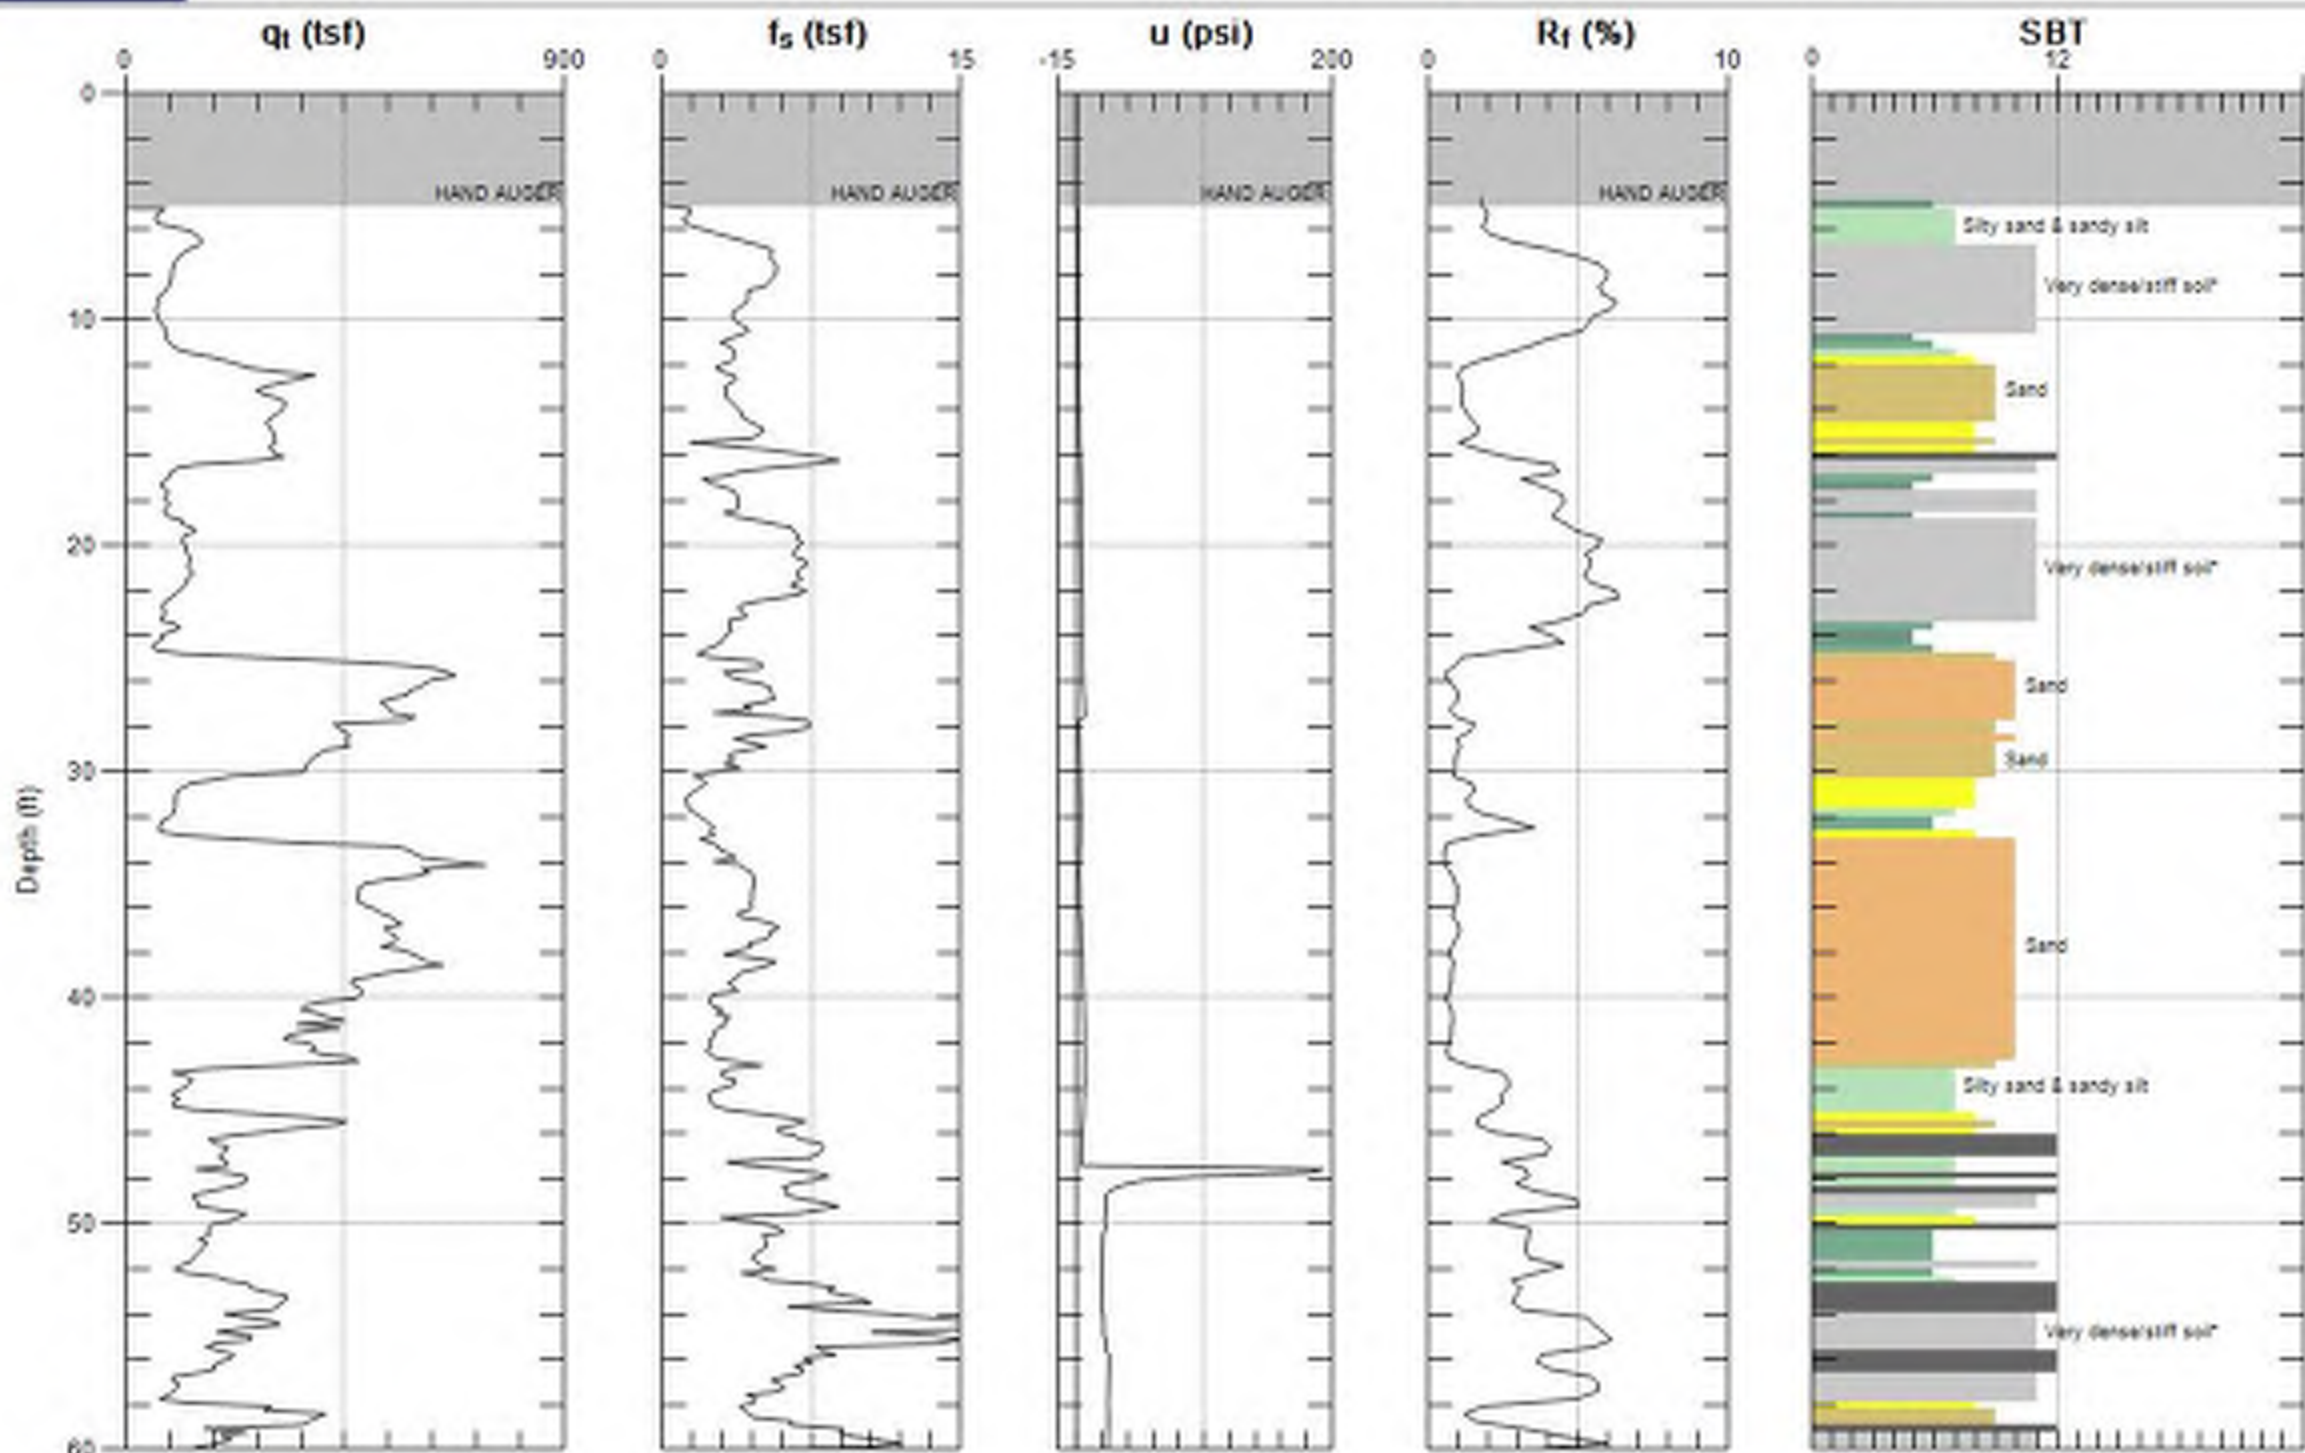 qt (tsf) fs (tsf) u (psi) Rf (%) SBT
0 900 0 15 -15 200 0 10 0 12
0
HAND AUGER HAND AUGER HAND AUGER HAND AUGER
Silty sand & sandy silt
Very dense/stiff soil*
10
Sand
20
Very dense/stiff soil*
Sand
Sand
30
Depth (ft)
Sand
40
Silty sand & sandy silt
50
Very dense/stiff soil*
60